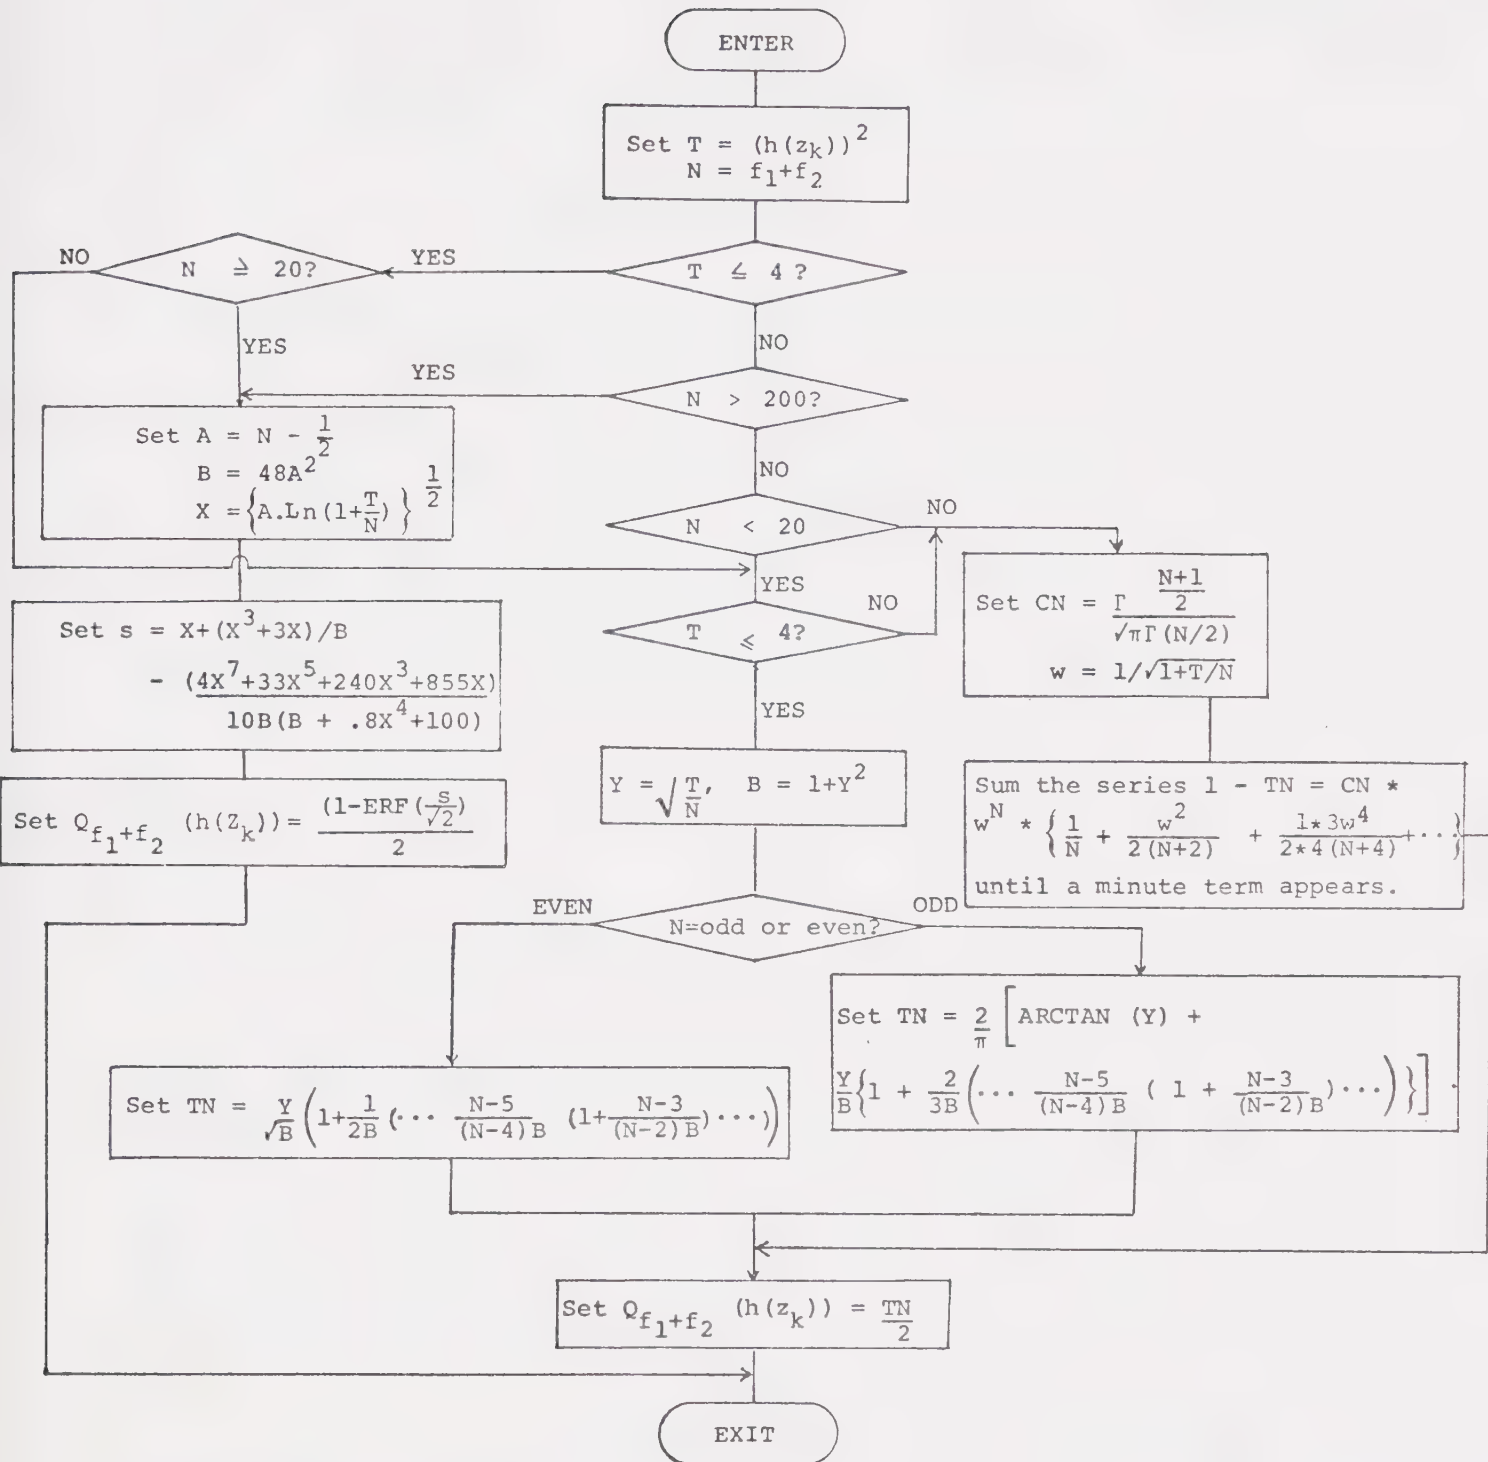 ENTER
Set T = (h(z_k))^2
N = f_1+f_2
NO
N ≧ 20?
YES
T ≦ 4?
YES
NO
YES
N > 200?
Set A = N - 1/2
B = 48A^2
X = {A.Ln(1+T/N)}^1/2
NO
N < 20
NO
YES
Set CN = Γ (N+1)/2 / √πΓ(N/2)
w = 1/√1+T/N
Set s = X+(X^3+3X)/B
- (4X^7+33X^5+240X^3+855X) / 10B(B + .8X^4+100)
T ≤ 4?
NO
YES
Y = √T/N, B = 1+Y^2
Sum the series 1 - TN = CN *
w^N * {1/N + w^2/2(N+2) + 1*3w^4/2*4(N+4) +···}
until a minute term appears.
Set Q_f_1+f_2 (h(Z_k)) = (1-ERF(s/√2)) / 2
EVEN
N=odd or even?
ODD
Set TN = 2/π [ARCTAN (Y) +
Y/B{1 + 2/3B(··· N-5/(N-4)B ( 1 + N-3/(N-2)B)···)}] .
Set TN = Y/√B (1+1/2B (··· N-5/(N-4)B (1+N-3/(N-2)B)···))
Set Q_f_1+f_2 (h(z_k)) = TN/2
EXIT